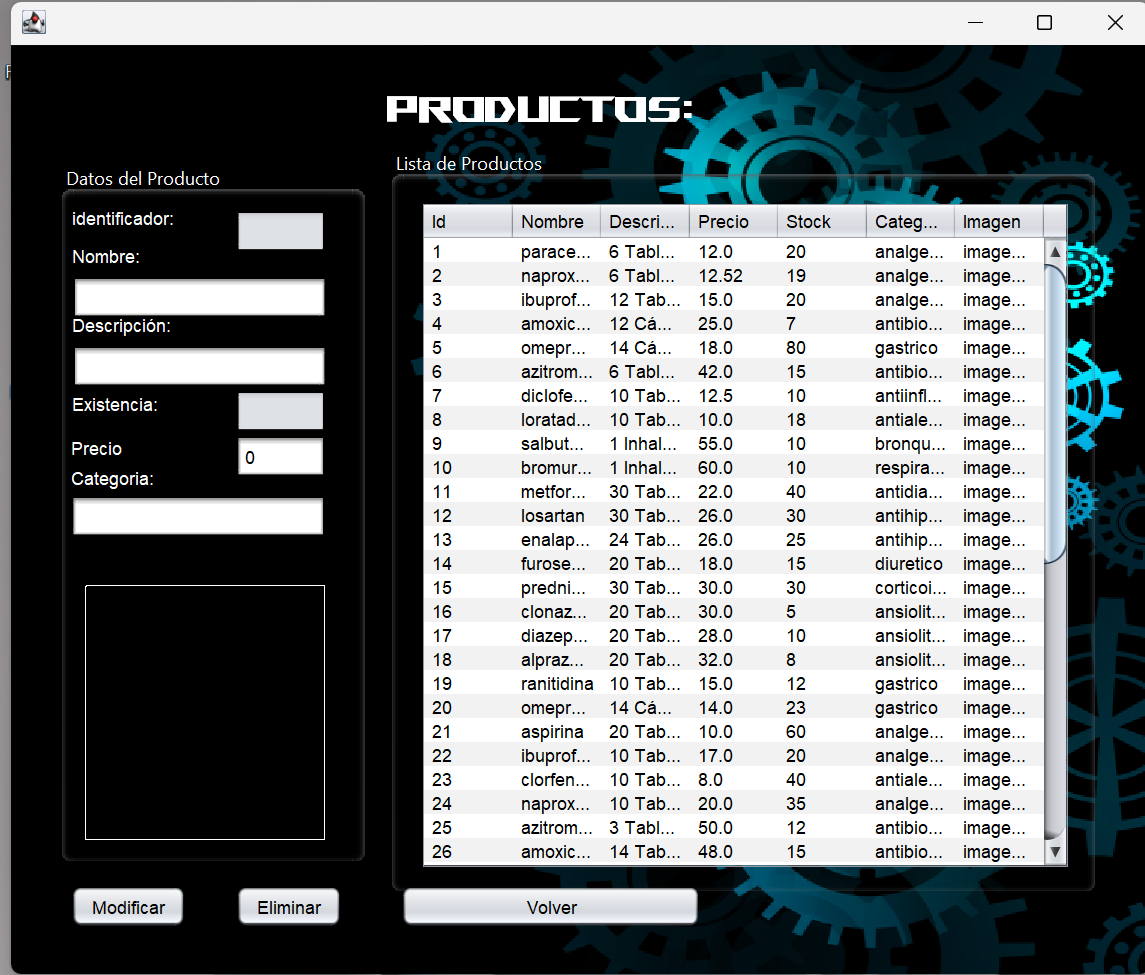 PRODUCTOS:
Datos del Producto
identificador:
Nombre:
Descripción:
Existencia:
Precio
0
Categoria:
Modificar
Eliminar
Lista de Productos
Id Nombre Descri... Precio Stock Categ... Imagen
1 parace... 6 Tabl... 12.0 20 analge... image...
2 naprox... 6 Tabl... 12.52 19 analge... image...
3 ibuprof... 12 Tab... 15.0 20 analge... image...
4 amoxic... 12 Cá... 25.0 7 antibio... image...
5 omepr... 14 Cá... 18.0 80 gastrico image...
6 azitrom... 6 Tabl... 42.0 15 antibio... image...
7 diclofe... 10 Tab... 12.5 10 antiinfl... image...
8 loratad... 10 Tab... 10.0 18 antiale... image...
9 salbut... 1 Inhal... 55.0 10 bronqu... image...
10 bromur... 1 Inhal... 60.0 10 respira... image...
11 metfor... 30 Tab... 22.0 40 antidia... image...
12 losartan 30 Tab... 26.0 30 antihip... image...
13 enalap... 24 Tab... 26.0 25 antihip... image...
14 furose... 20 Tab... 18.0 15 diuretico image...
15 predni... 30 Tab... 30.0 30 corticoi... image...
16 clonaz... 20 Tab... 30.0 5 ansiolit... image...
17 diazep... 20 Tab... 28.0 10 ansiolit... image...
18 alpraz... 20 Tab... 32.0 8 ansiolit... image...
19 ranitidina 10 Tab... 15.0 12 gastrico image...
20 omepr... 14 Cá... 14.0 23 gastrico image...
21 aspirina 20 Tab... 10.0 60 analge... image...
22 ibuprof... 10 Tab... 17.0 20 analge... image...
23 clorfen... 10 Tab... 8.0 40 antiale... image...
24 naprox... 10 Tab... 20.0 35 analge... image...
25 azitrom... 3 Tabl... 50.0 12 antibio... image...
26 amoxic... 14 Tab... 48.0 15 antibio... image...
Volver